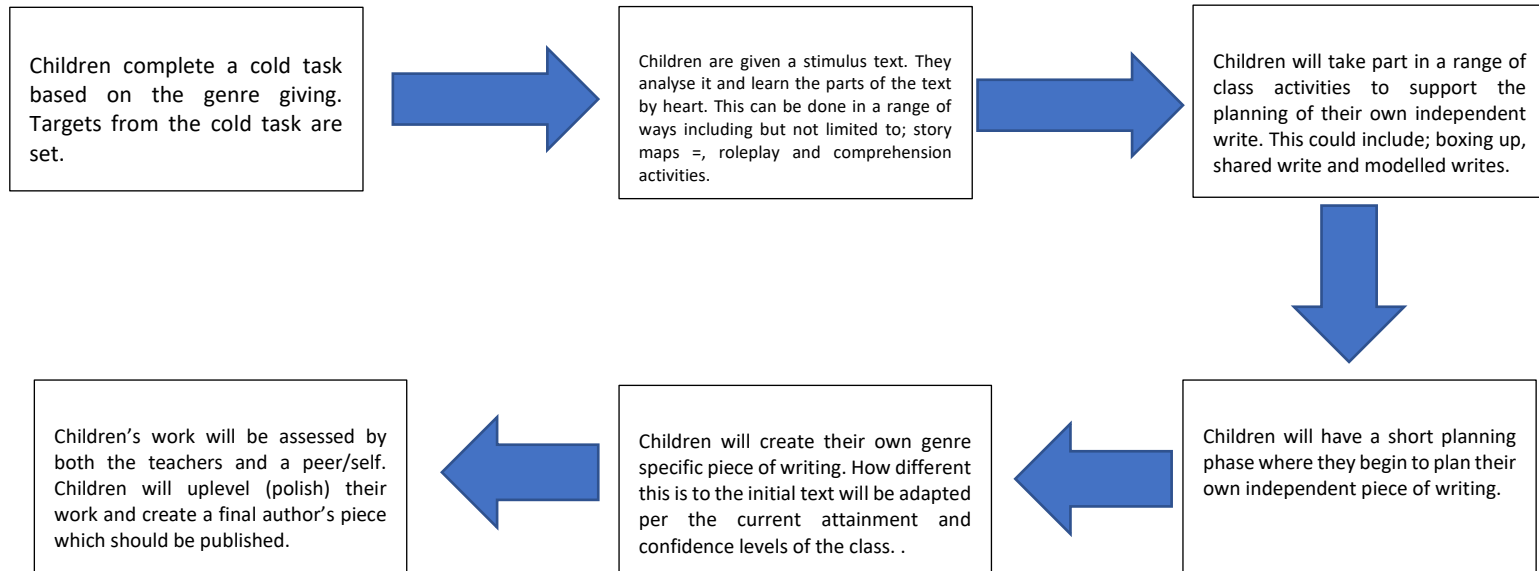 Children complete a cold task
based on the genre giving.
Targets from the cold task are
set.
Children are given a stimulus text. They
analyse it and learn the parts of the text
by heart. This can be done in a range of
ways including but not limited to; story
maps =, roleplay and comprehension
activities.
Children will take part in a range of
class activities to support the
planning of their own independent
write. This could include; boxing up,
shared write and modelled writes.
Children will have a short planning
phase where they begin to plan their
own independent piece of writing.
Children will create their own genre
specific piece of writing. How different
this is to the initial text will be adapted
per the current attainment and
confidence levels of the class. .
Children’s work will be assessed by
both the teachers and a peer/self.
Children will uplevel (polish) their
work and create a final author’s piece
which should be published.